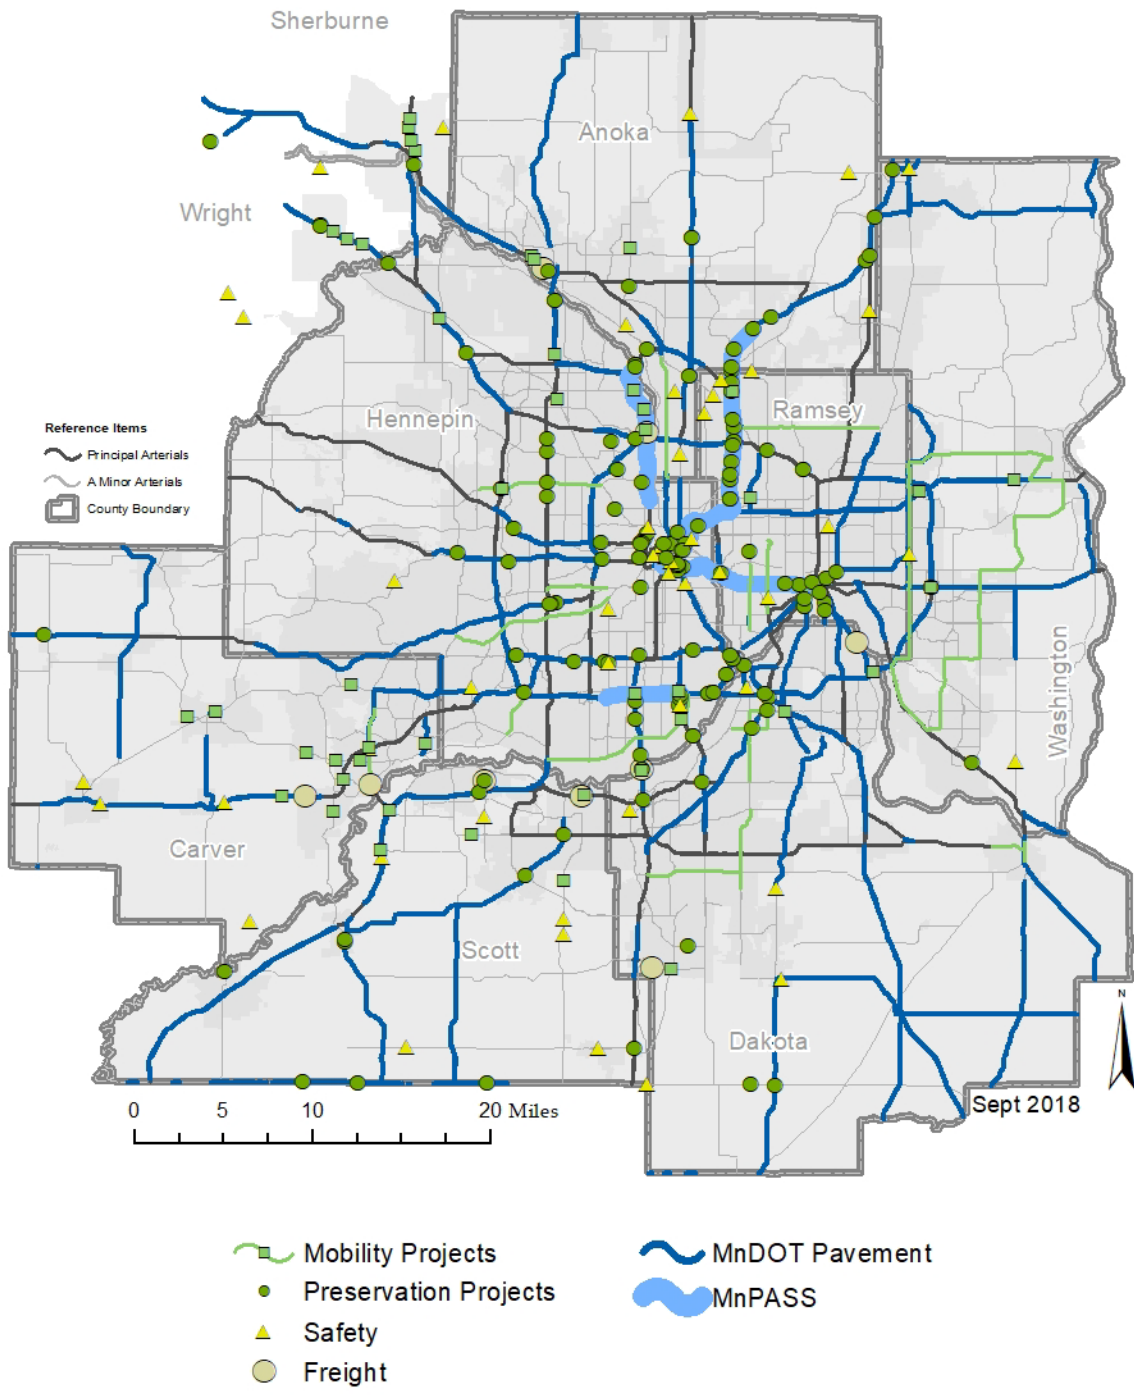 Sherburne
Anoka
Wright
Hennepin
Ramsey
Reference Items
Principal Arterials
A Minor Arterials
County Boundary
Washington
Carver
Scott
Dakota
N
Sept 2018
0 5 10 20 Miles
Mobility Projects
MnDOT Pavement
Preservation Projects
MnPASS
Safety
Freight